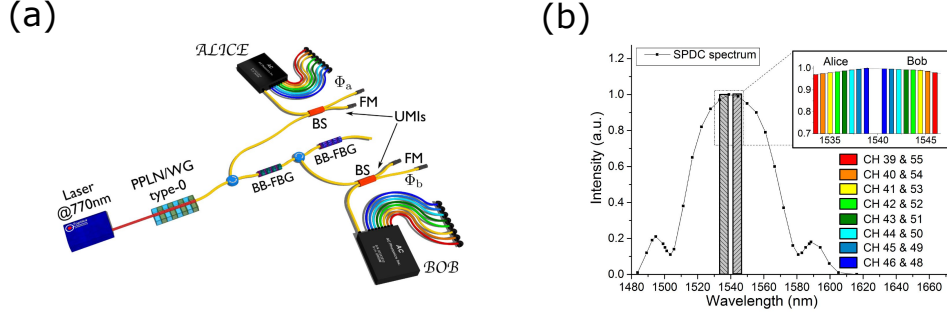 (a)
ALICE
AC
Φa
FM
BS
UMIs
BB-FBG
BB-FBG
BS
FM
Φb
PPLN/WG
type-0
Laser
@770nm
AC
BOB
(b)
SPDC spectrum
Intensity (a.u.)
1.2
1.0
0.8
0.6
0.4
0.2
0.0
1480 1500 1520 1540 1560 1580 1600 1620 1640 1660
Wavelength (nm)
Alice Bob
1.0
0.9
0.8
0.7
1535 1540 1545
CH 39 & 55
CH 40 & 54
CH 41 & 53
CH 42 & 52
CH 43 & 51
CH 44 & 50
CH 45 & 49
CH 46 & 48